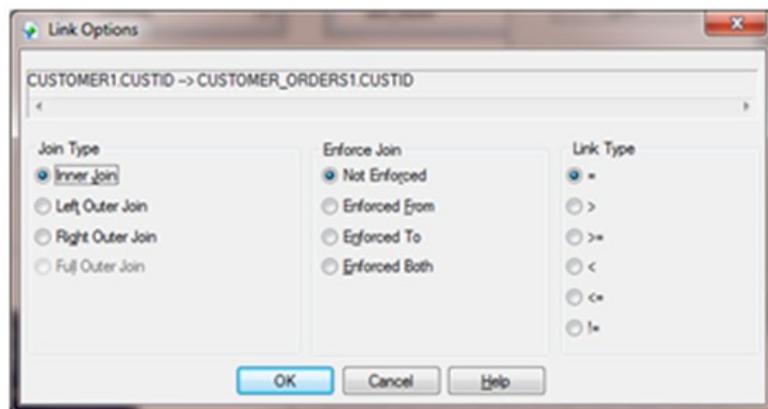 Link Options
CUSTOMER1.CUSTID --> CUSTOMER_ORDERS1.CUSTID
Join Type
Inner Join
Left Outer Join
Right Outer Join
Full Outer Join
Enforce Join
Not Enforced
Enforced From
Enforced To
Enforced Both
Link Type
=
>
>=
<
<=
!=
OK
Cancel
Help